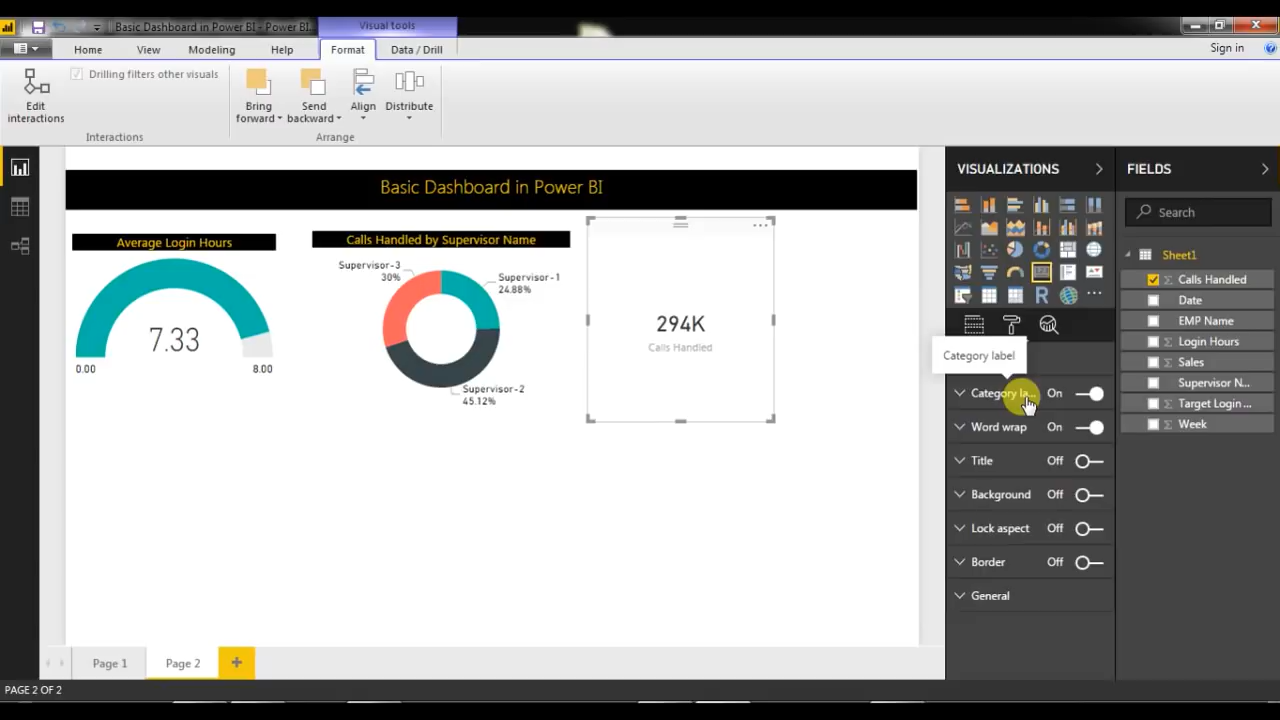 Basic Dashboard in Power BI - Power BI
Visual tools
Home View Modeling Help Format Data / Drill
Sign in
Edit interactions
Drilling filters other visuals
Interactions
Bring forward
Send backward
Align
Distribute
Arrange
Basic Dashboard in Power BI
Average Login Hours
7.33
0.00
8.00
Calls Handled by Supervisor Name
Supervisor-3
30%
Supervisor-1
24.88%
Supervisor-2
45.12%
294K
Calls Handled
VISUALIZATIONS
R
Category label
Category la... On
Word wrap On
Title Off
Background Off
Lock aspect Off
Border Off
General
FIELDS
Search
Sheet1
Σ Calls Handled
Date
EMP Name
Σ Login Hours
Σ Sales
Supervisor N...
Σ Target Login ...
Σ Week
Page 1
Page 2
+
PAGE 2 OF 2